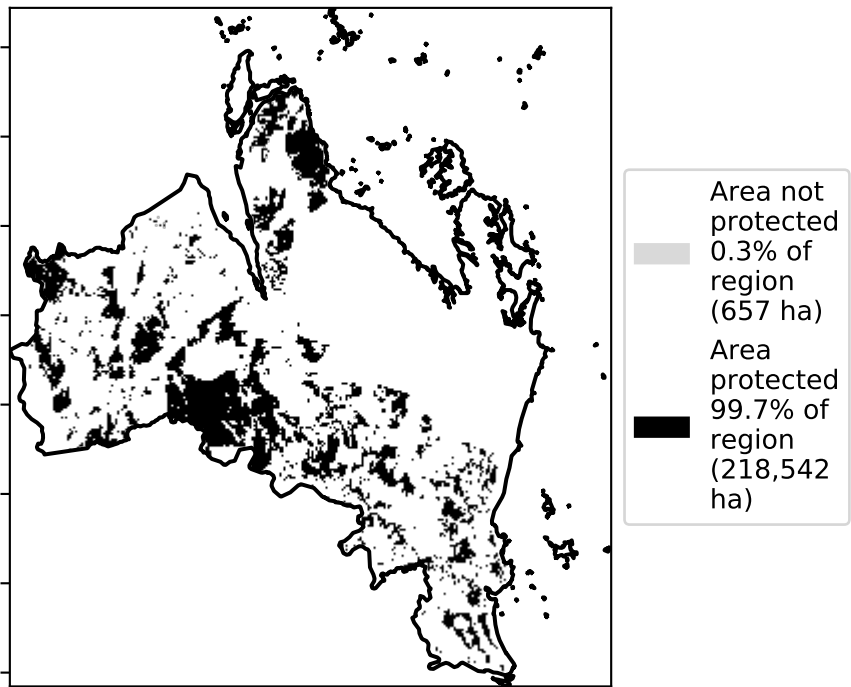 Area not
protected
0.3% of
region
(657 ha)
Area
protected
99.7% of
region
(218,542
ha)